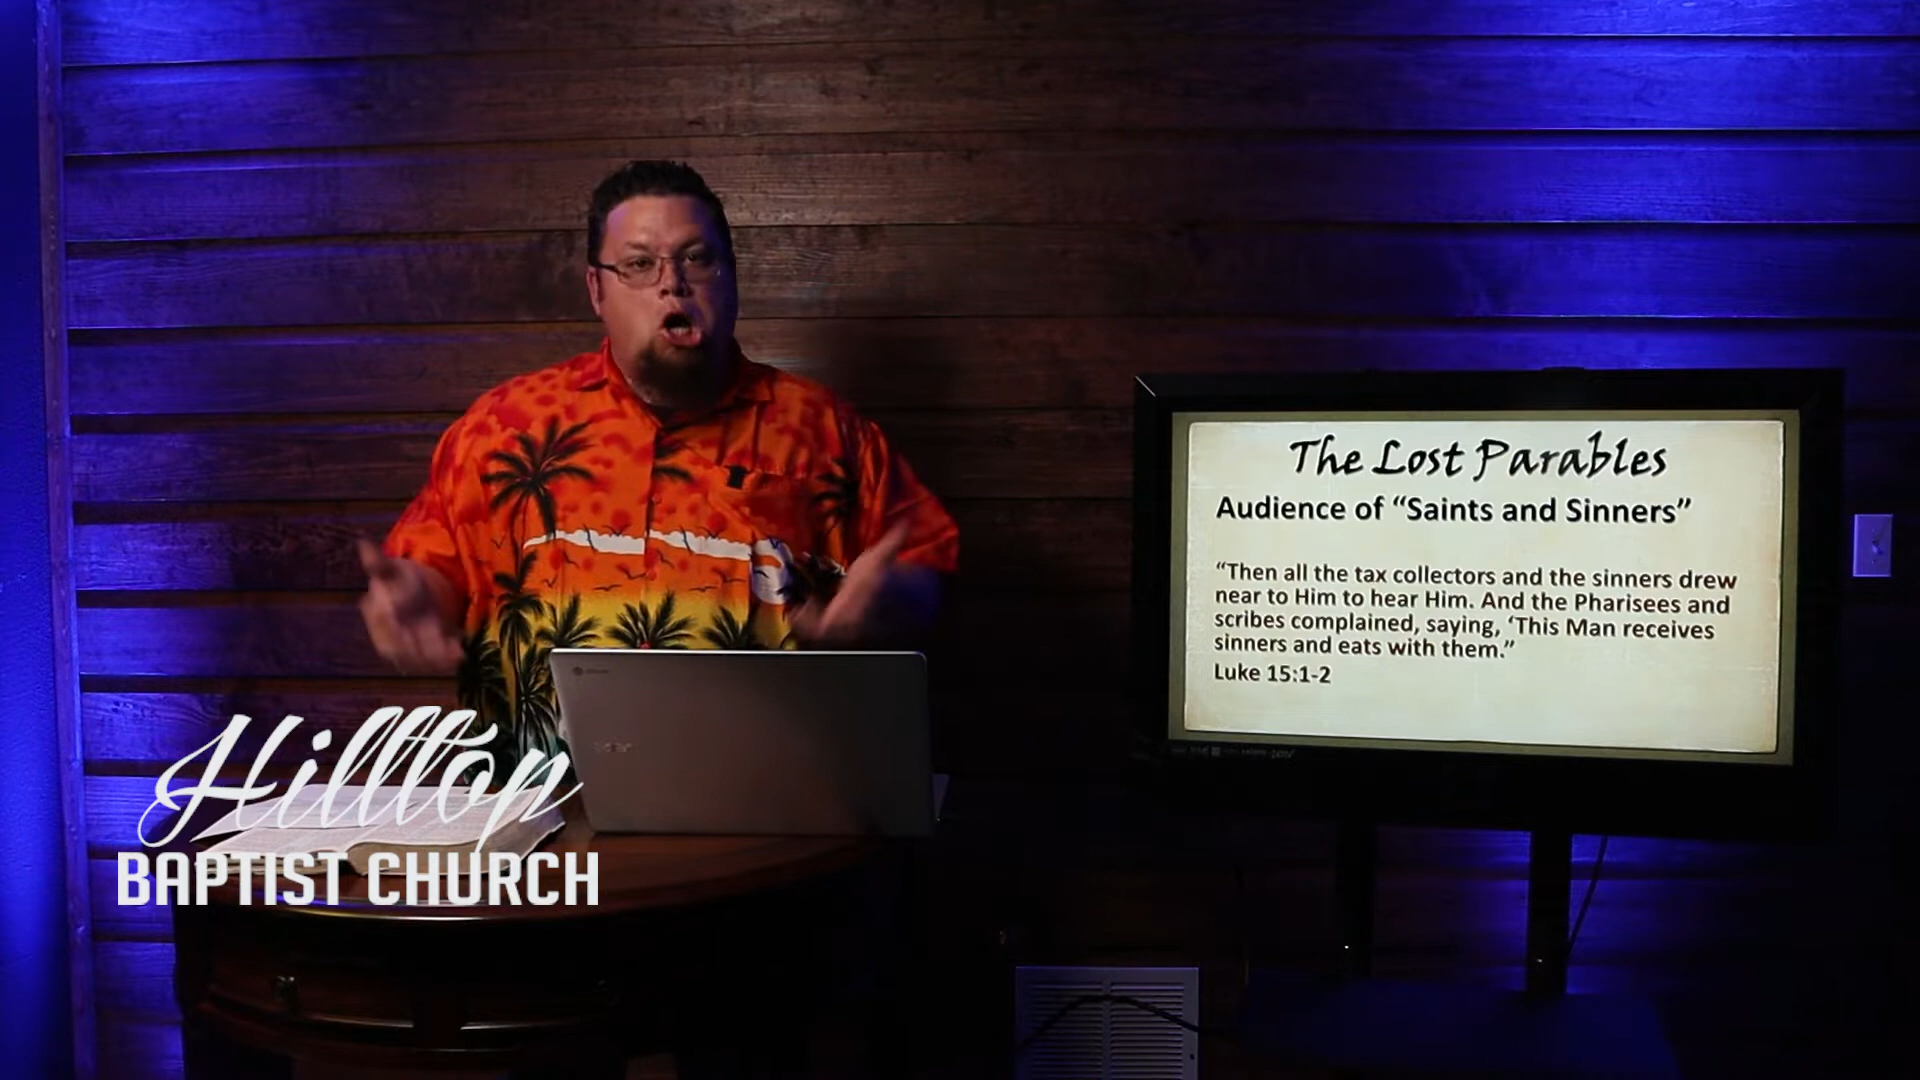 The Lost Parables
Audience of “Saints and Sinners”
“Then all the tax collectors and the sinners drew
near to Him to hear Him. And the Pharisees and
scribes complained, saying, ‘This Man receives
sinners and eats with them.”
Luke 15:1-2
Hilltop
BAPTIST CHURCH